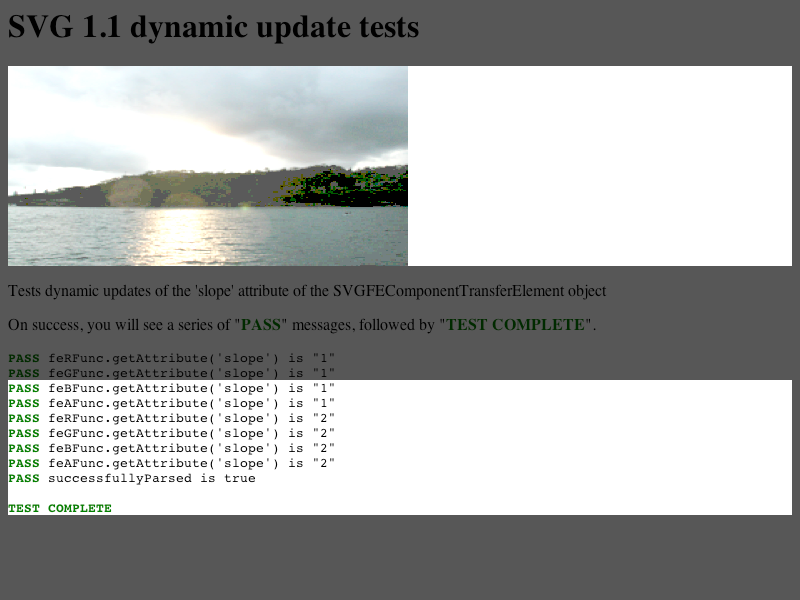 SVG 1.1 dynamic update tests
Tests dynamic updates of the 'slope' attribute of the SVGFEComponentTransferElement object
On success, you will see a series of "PASS" messages, followed by "TEST COMPLETE".
PASS feRFunc.getAttribute('slope') is "1"
PASS feGFunc.getAttribute('slope') is "1"
PASS feBFunc.getAttribute('slope') is "1"
PASS feAFunc.getAttribute('slope') is "1"
PASS feRFunc.getAttribute('slope') is "2"
PASS feGFunc.getAttribute('slope') is "2"
PASS feBFunc.getAttribute('slope') is "2"
PASS feAFunc.getAttribute('slope') is "2"
PASS successfullyParsed is true
TEST COMPLETE